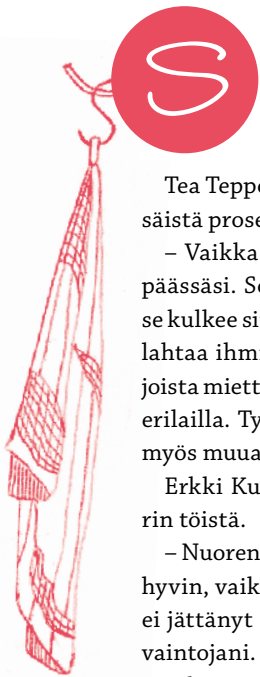 S
Tea Teppo
säistä prose
– Vaikka
päässäsi. Se
se kulkee si
lahtaa ihm
joista miett
erilailla. Ty
myös muua
Erkki Ku
rin töistä.
– Nuoren
hyvin, vaik
ei jättänyt
vaintojani.